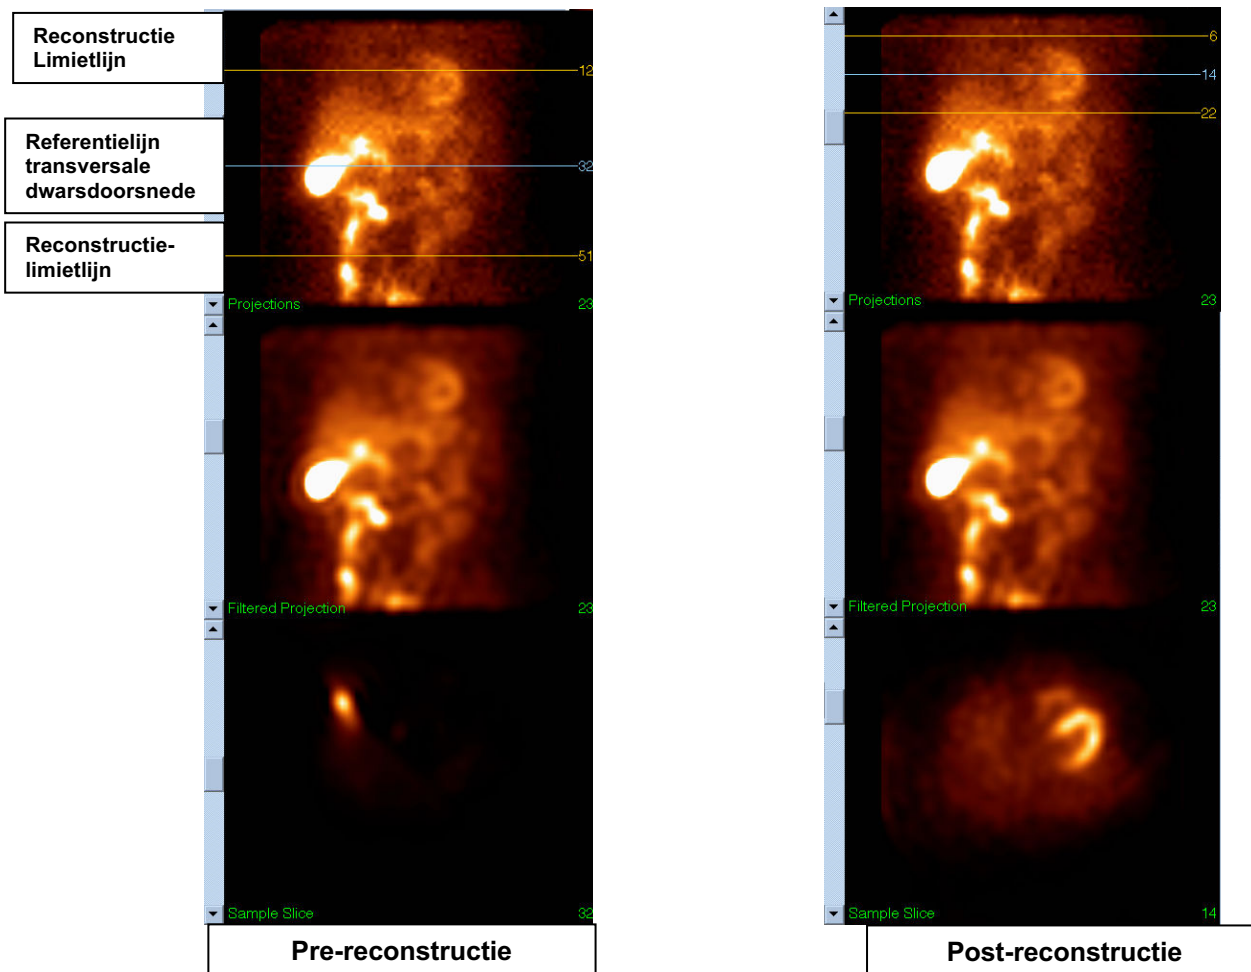 Reconstructie
Limietlijn
Referentielijn
transversale
dwarsdoorsnede
Reconstructie-
limietlijn
12
32
51
Projections 23
Filtered Projection 23
Sample Slice 32
Pre-reconstructie
6
14
22
Projections 23
Filtered Projection 23
Sample Slice 14
Post-reconstructie